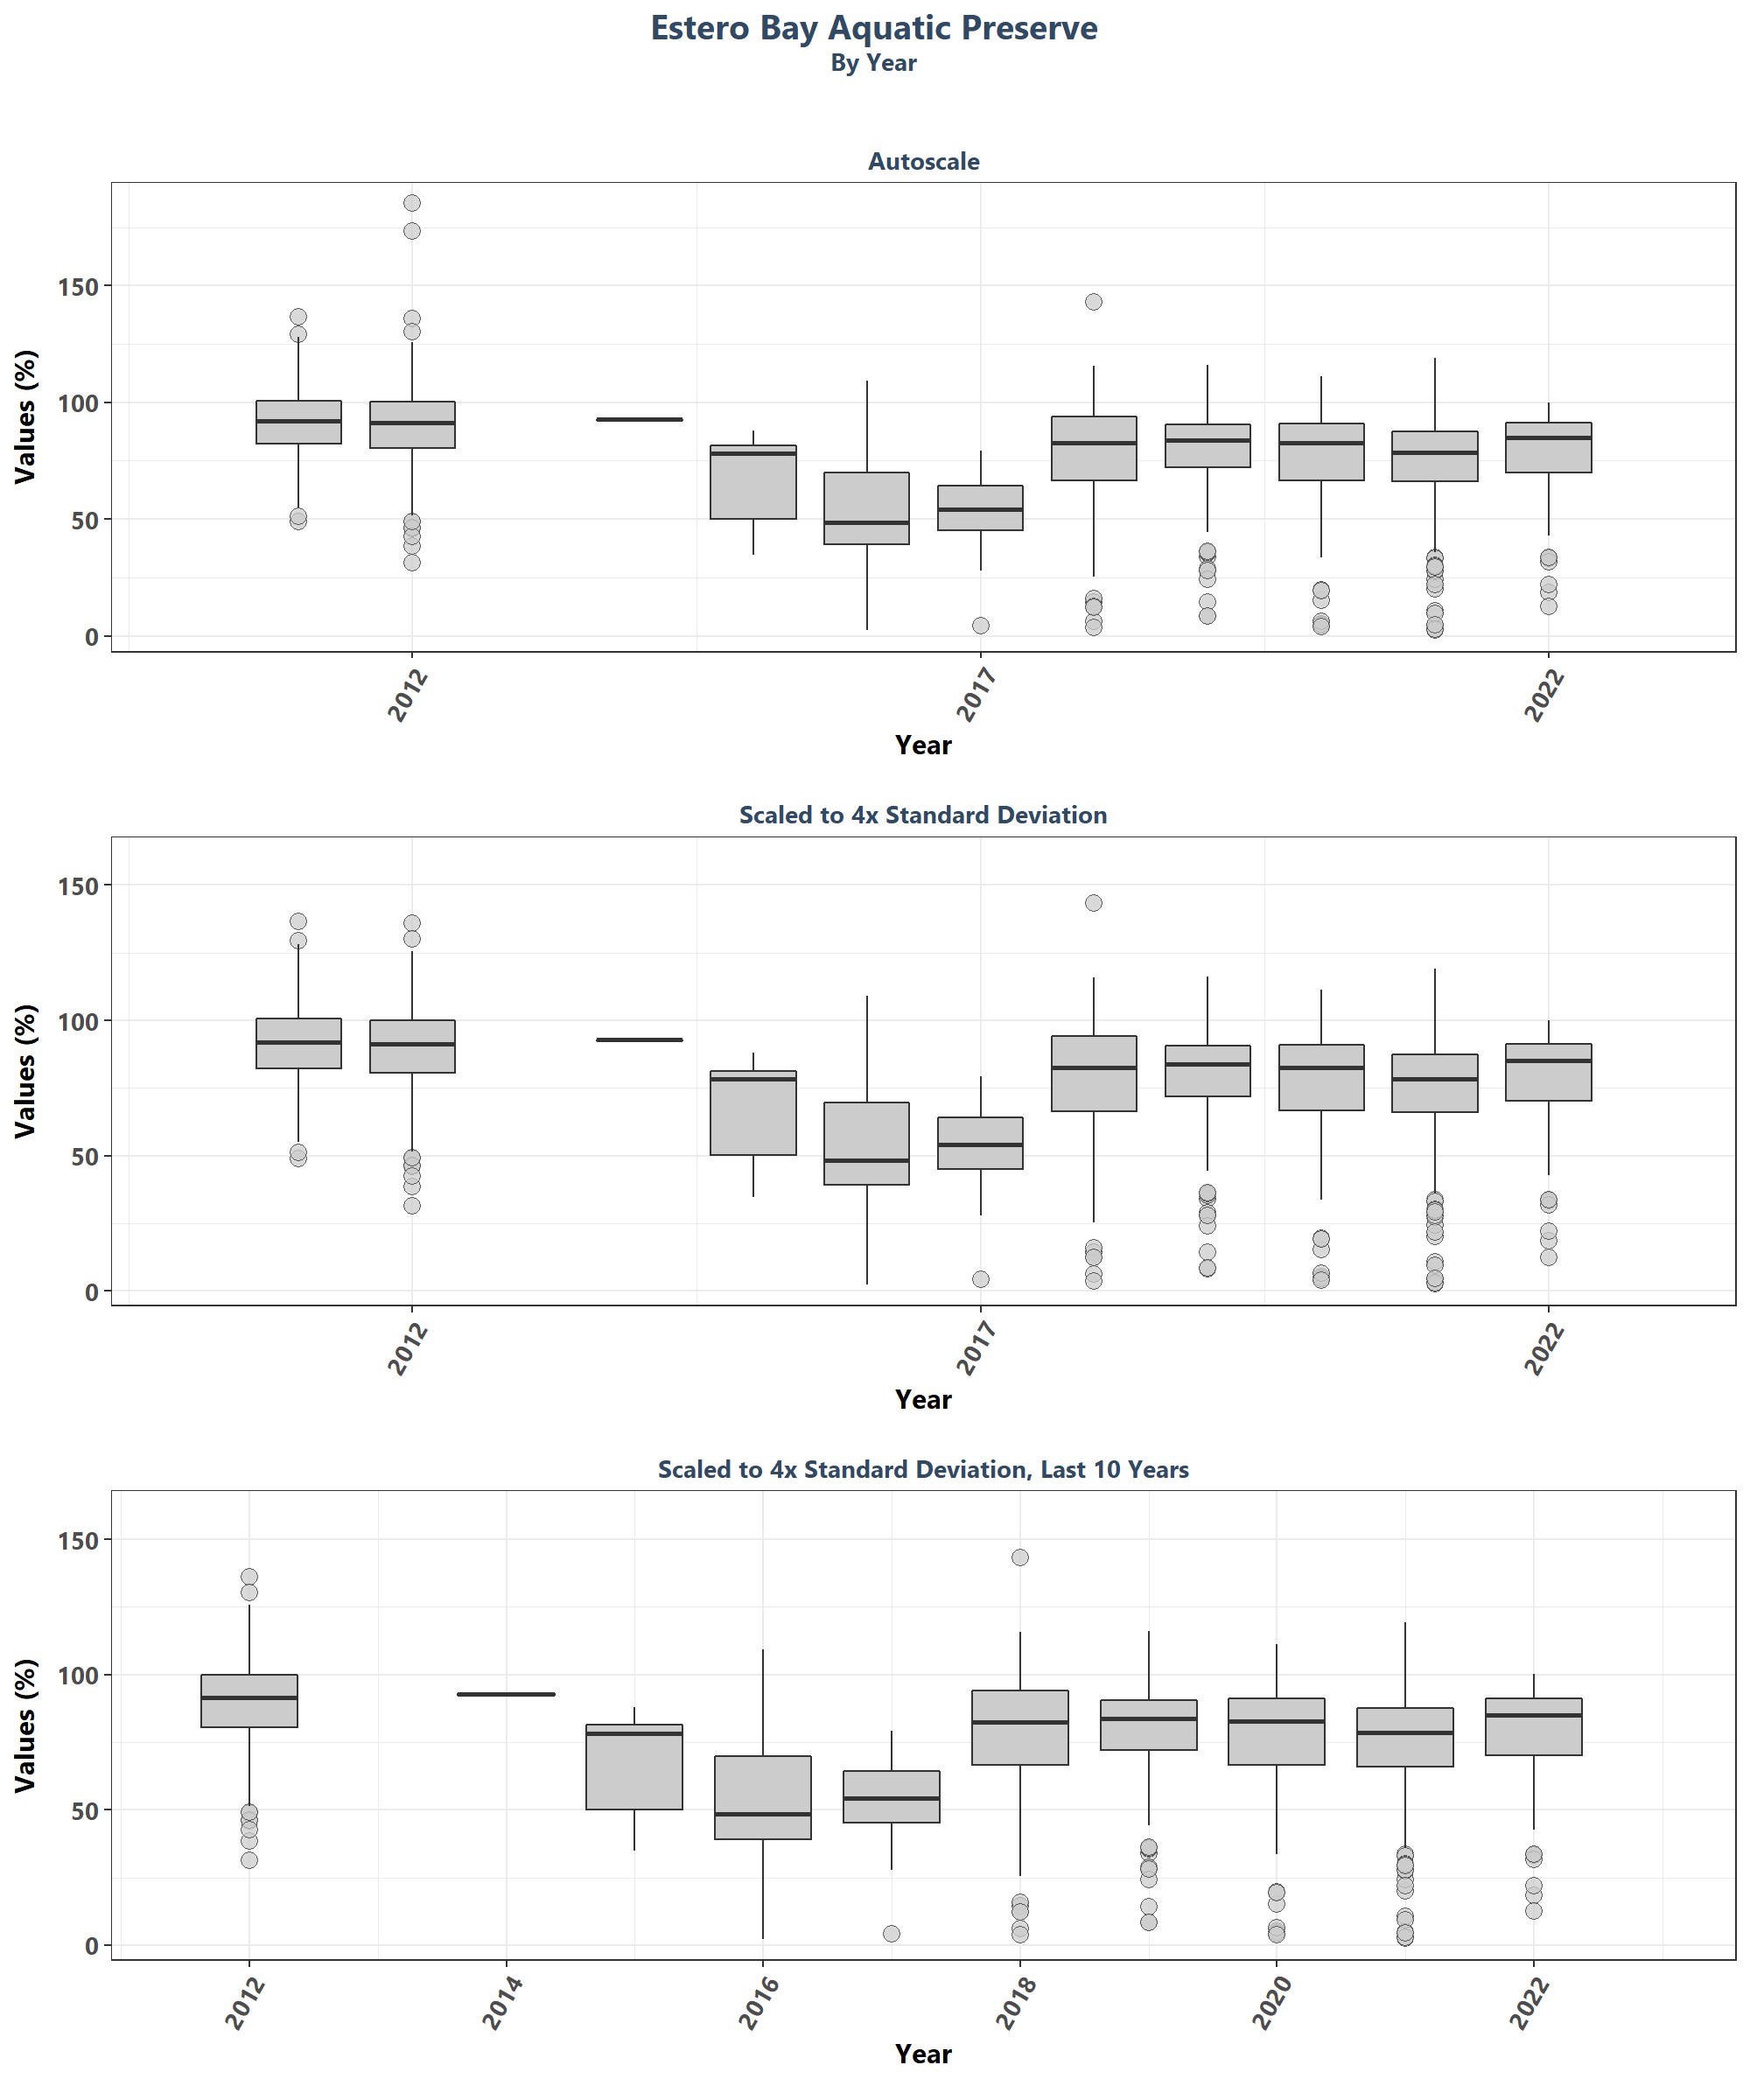 Estero Bay Aquatic Preserve
By Year
Autoscale
Values (%)
150
100
50
0
2012
2017
2022
Year
Scaled to 4x Standard Deviation
Values (%)
150
100
50
0
2012
2017
2022
Year
Scaled to 4x Standard Deviation, Last 10 Years
Values (%)
150
100
50
0
2012
2014
2016
2018
2020
2022
Year